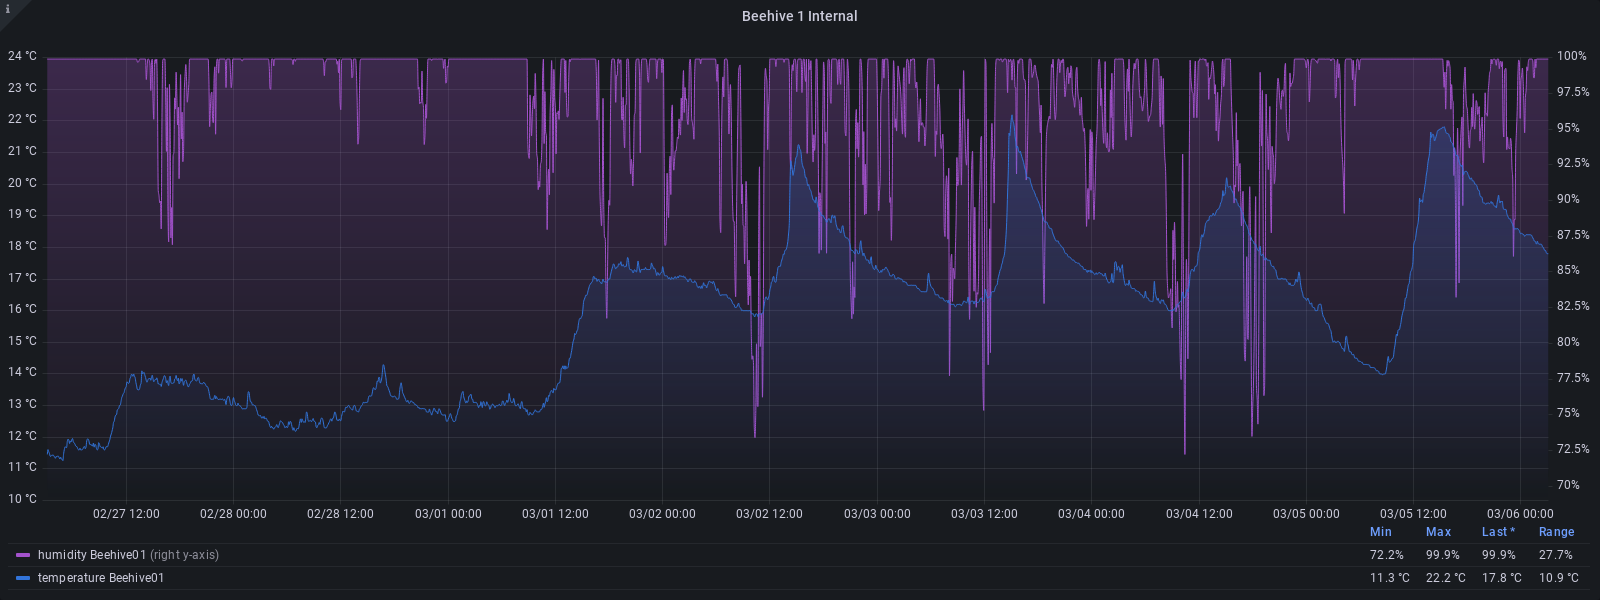 i
Beehive 1 Internal
24 °C
23 °C
22 °C
21 °C
20 °C
19 °C
18 °C
17 °C
16 °C
15 °C
14 °C
13 °C
12 °C
11 °C
10 °C
100%
97.5%
95%
92.5%
90%
87.5%
85%
82.5%
80%
77.5%
75%
72.5%
70%
02/27 12:00 02/28 00:00 02/28 12:00 03/01 00:00 03/01 12:00 03/02 00:00 03/02 12:00 03/03 00:00 03/03 12:00 03/04 00:00 03/04 12:00 03/05 00:00 03/05 12:00 03/06 00:00
Min Max Last * Range
humidity Beehive01 (right y-axis) 72.2% 99.9% 99.9% 27.7%
temperature Beehive01 11.3 °C 22.2 °C 17.8 °C 10.9 °C